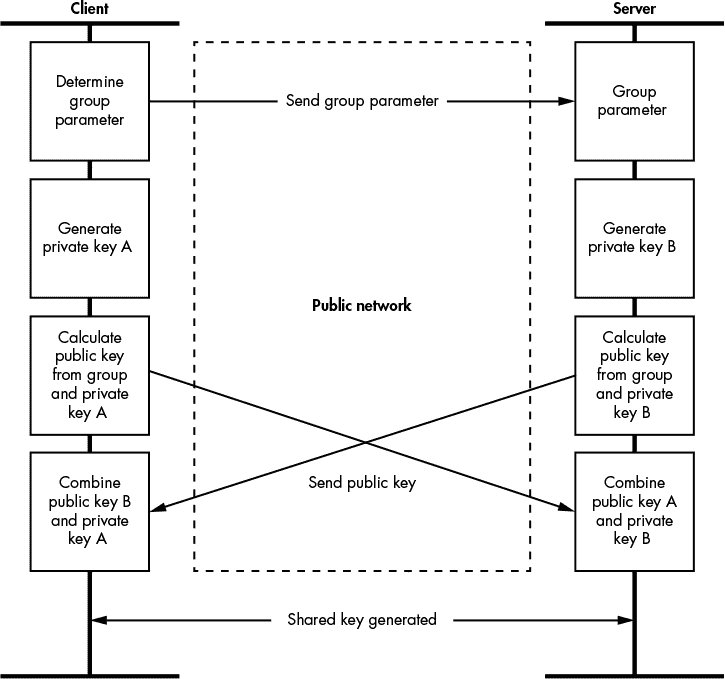 Client
Server
Determine
group
parameter
Send group parameter
Group
parameter
Generate
private key A
Generate
private key B
Public network
Calculate
public key
from group
and private
key A
Calculate
public key
from group
and private
key B
Combine
public key B
and private
key A
Send public key
Combine
public key A
and private
key B
Shared key generated